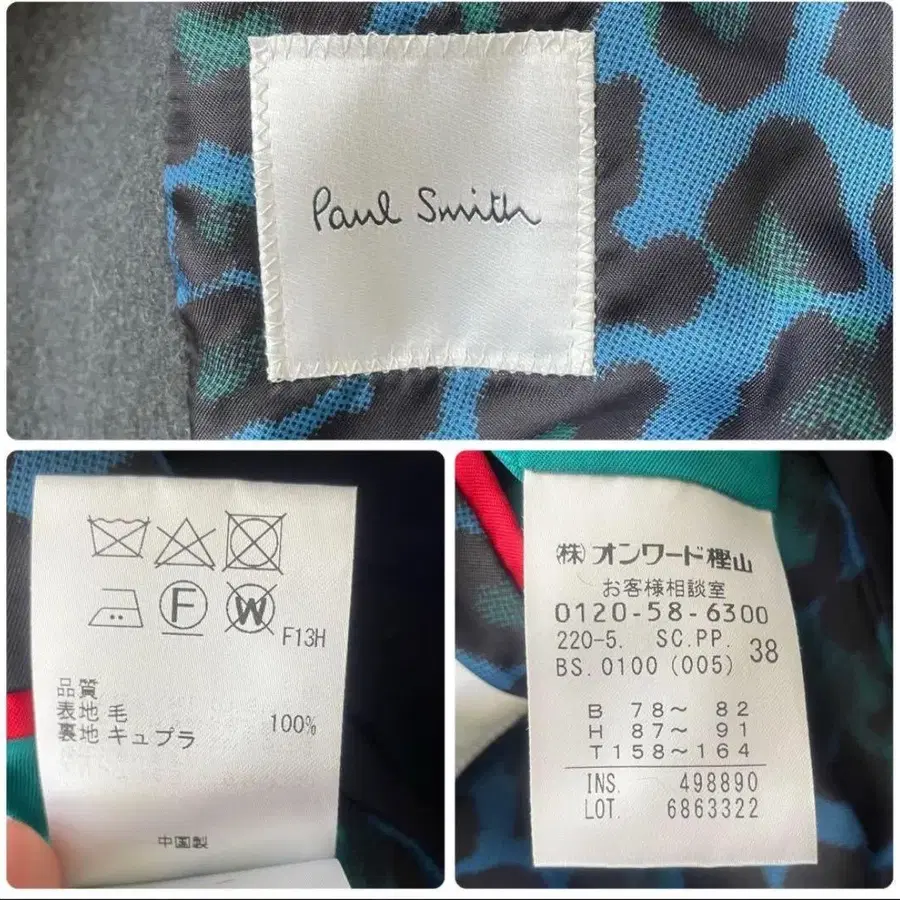 Paul Smith
F
W
F13H
品質
表地 毛 100%
裏地 キュプラ
中国製
(株)オンワード樫山
お客様相談室
0120-58-6300
220-5. SC.PP. 38
BS.0100(005)
B 78～ 82
H 87～ 91
T158～164
INS. 498890
LOT. 6863322